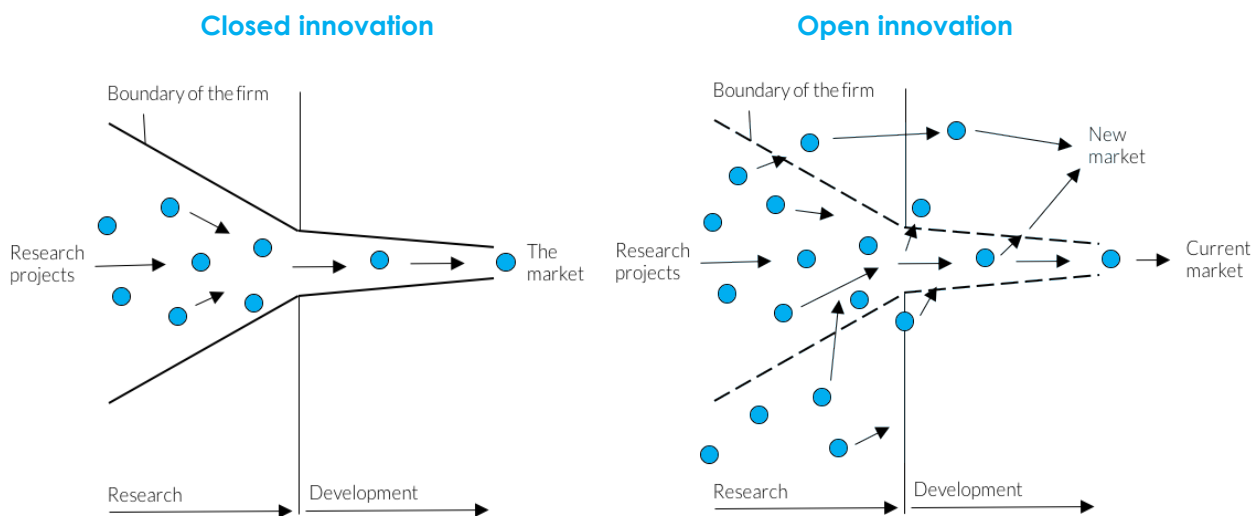 Closed innovation
Boundary of the firm
Research
projects
The
market
Research
Development
Open innovation
Boundary of the firm
New
market
Research
projects
Current
market
Research
Development